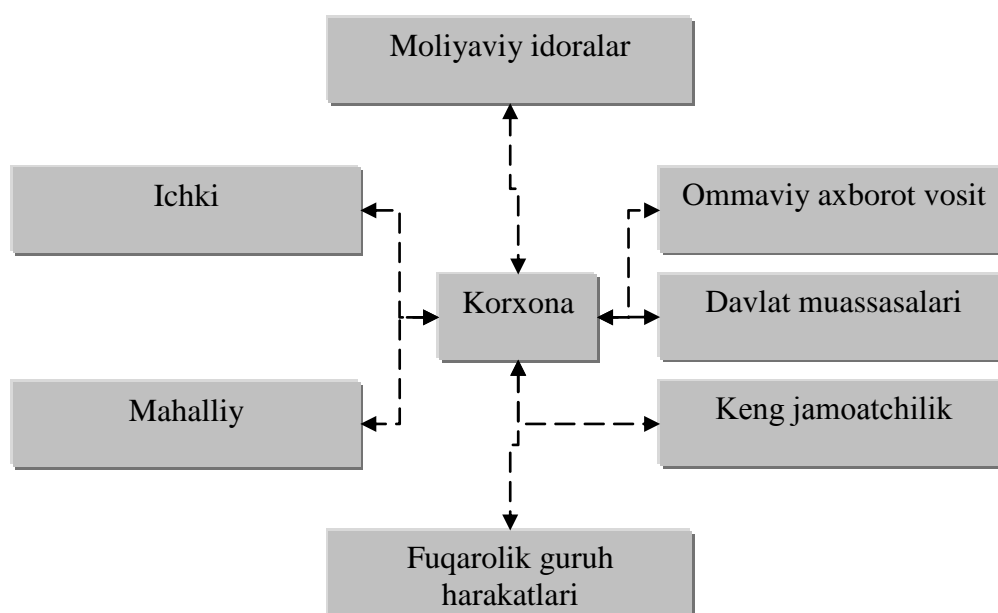 Moliyaviy idoralar
Ichki
Ommaviy axborot vosit
Korxona
Davlat muassasalari
Mahalliy
Keng jamoatchilik
Fuqarolik guruh
harakatlari